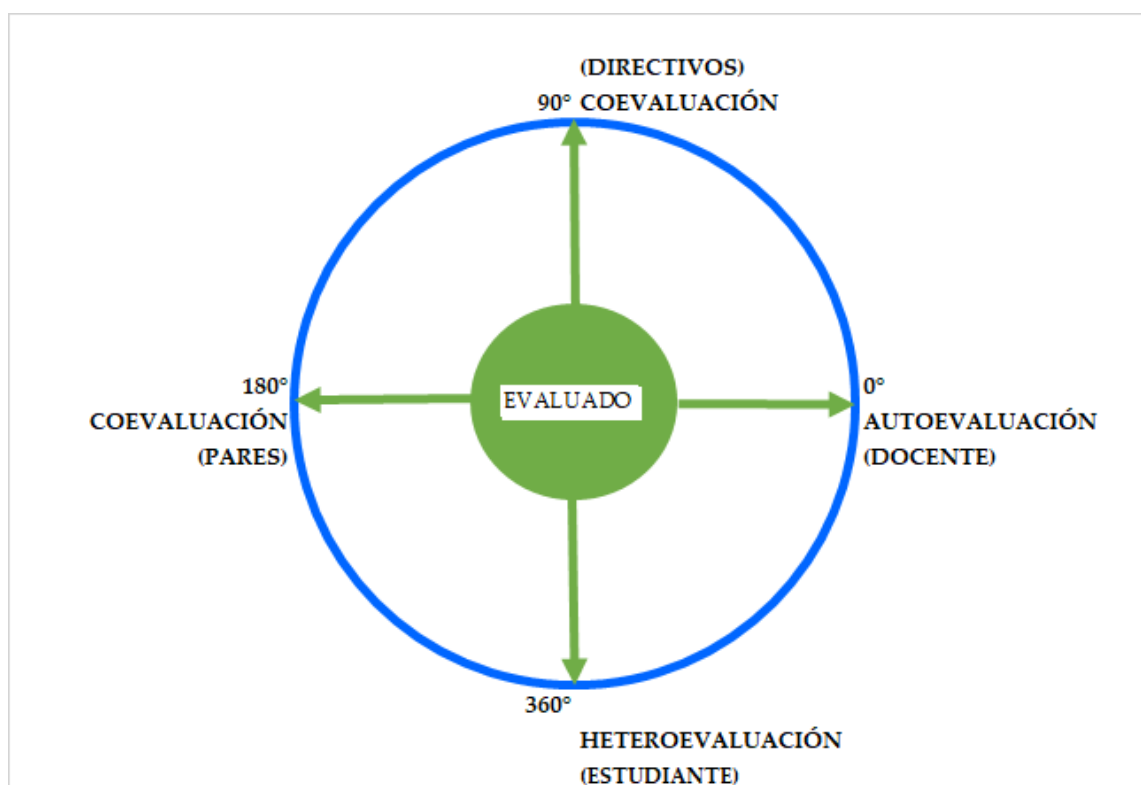 (DIRECTIVOS)
90° COEVALUACIÓN
180°
COEVALUACIÓN
(PARES)
EVALUADO
0°
AUTOEVALUACIÓN
(DOCENTE)
360°
HETEROEVALUACIÓN
(ESTUDIANTE)